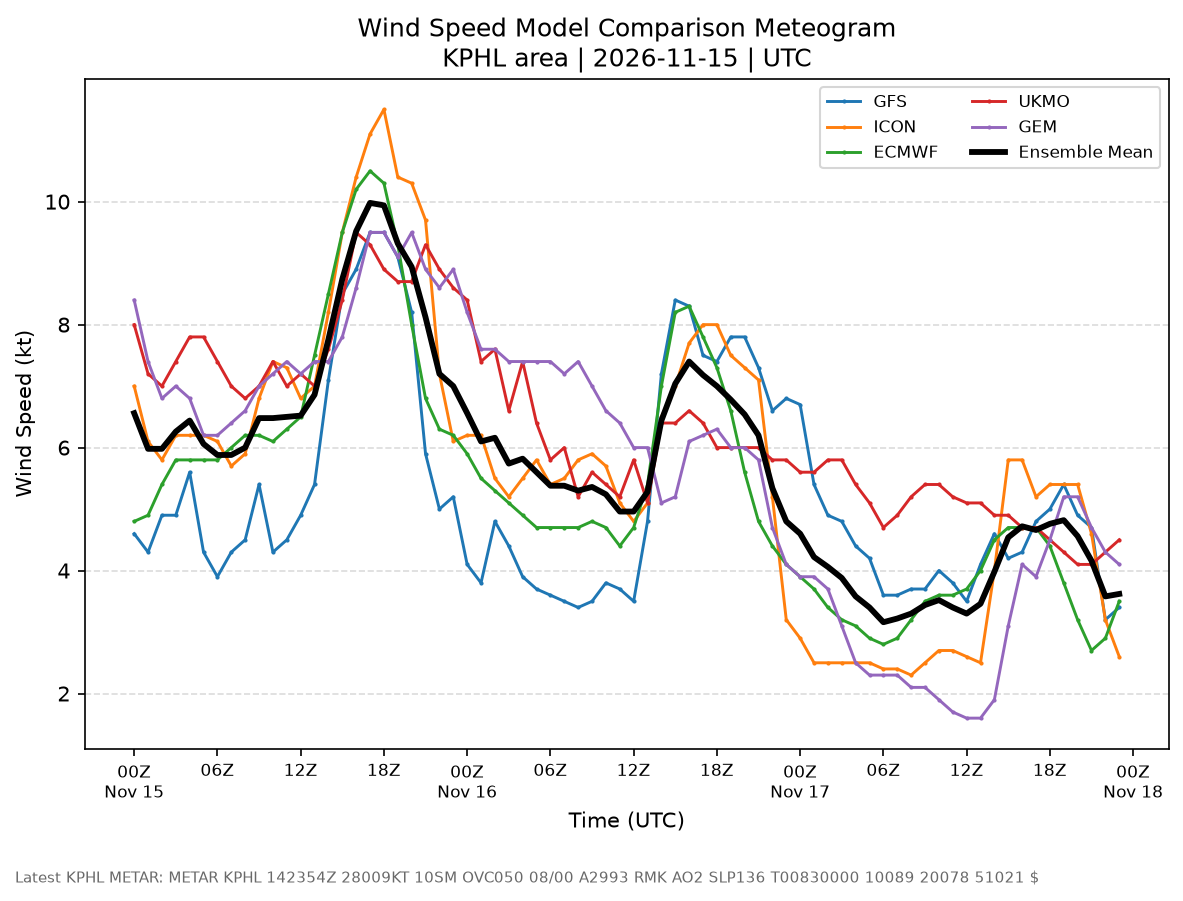 Wind Speed Model Comparison Meteogram
KPHL area | 2026-11-15 | UTC
GFS
ICON
ECMWF
UKMO
GEM
Ensemble Mean
Wind Speed (kt)
10
8
6
4
2
00Z 06Z 12Z 18Z 00Z 06Z 12Z 18Z 00Z 06Z 12Z 18Z 00Z
Nov 15 Nov 16 Nov 17 Nov 18
Time (UTC)
Latest KPHL METAR: METAR KPHL 142354Z 28009KT 10SM OVC050 08/00 A2993 RMK AO2 SLP136 T00830000 10089 20078 51021 $